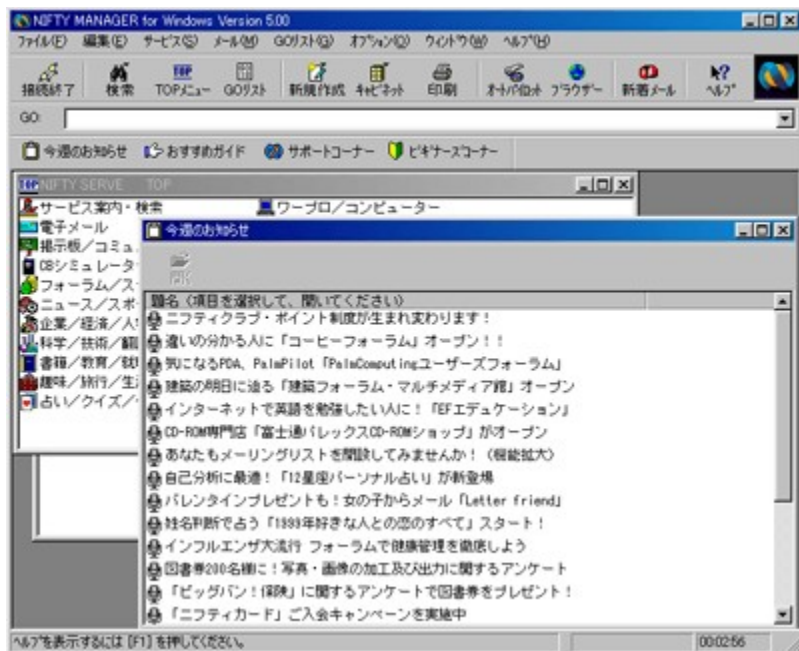 NIFTY MANAGER for Windows Version 5.00
ファイル(F) 編集(E) サービス(S) メール(M) GOリスト(G) オプション(O) ウィンドウ(W) ヘルプ(H)
接続終了 検索 TOPメニュー GOリスト 新規作成 キャビネット 印刷 オートパイロット ブラウザー 新着メール ヘルプ
GO:
今週のお知らせ おすすめガイド サポートコーナー ビギナーズコーナー
NIFTY SERVE TOP
サービス案内・検索 ワープロ/コンピューター
電子メール
掲示板/コミュ
CBシミュレータ
フォーラム/ス
ニュース/スポ
企業/経済/人
科学/技術/翻
書籍/教育/就
趣味/旅行/生
占い/クイズ/
今週のお知らせ
OK
題名(項目を選択して、開いてください)
ニフティクラブ・ポイント制度が生まれ変わります!
違いの分かる人に「コーヒーフォーラム」オープン!!
気になるPDA、PalmPilot「PalmComputingユーザーズフォーラム」
建築の明日に迫る「建築フォーラム・マルチメディア館」オープン
インターネットで英語を勉強したい人に!「EFエデュケーション」
CD-ROM専門店「富士通パレックスCD-ROMショップ」がオープン
あなたもメーリングリストを開設してみませんか!(機能拡大)
自己分析に最適!「12星座パーソナル占い」が新登場
バレンタインプレゼントも!女の子からメール「Letter friend」
姓名判断で占う「1999年好きな人との恋のすべて」スタート!
インフルエンザ大流行 フォーラムで健康管理を徹底しよう
図書券200名様に!写真・画像の加工及び出力に関するアンケート
「ビッグバン!保険」に関するアンケートで図書券をプレゼント!
「ニフティカード」ご入会キャンペーンを実施中
ヘルプを表示するには [F1] を押してください。
00:02:56